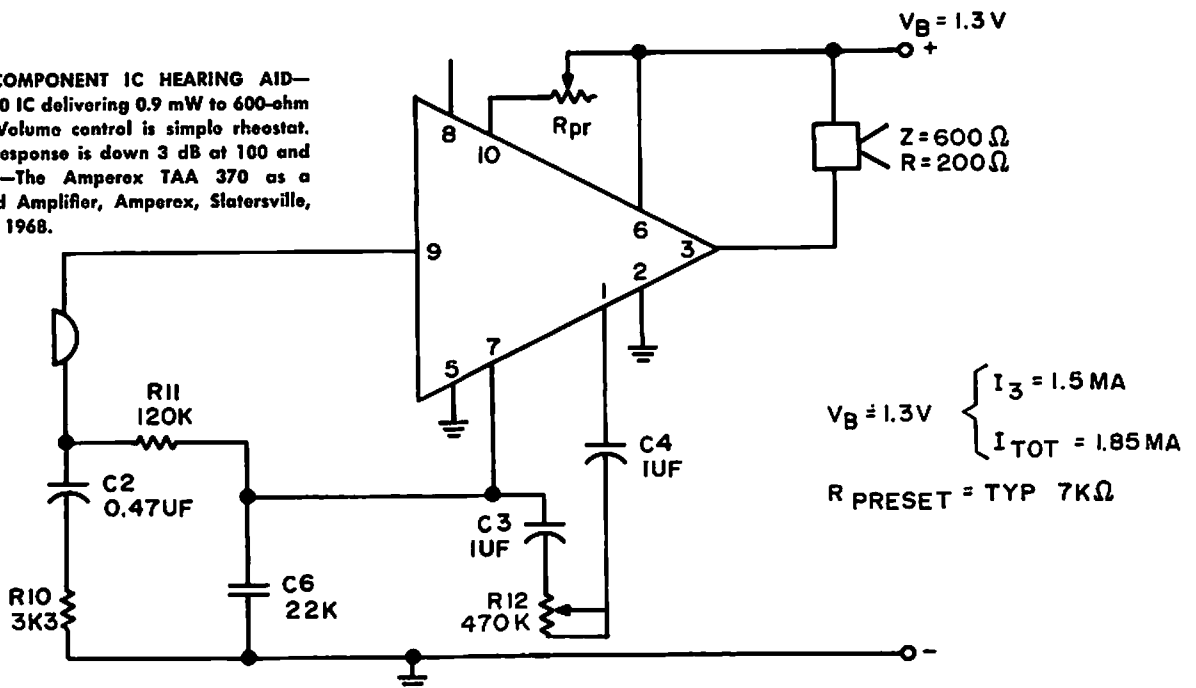 COMPONENT IC HEARING AID—
0 IC delivering 0.9 mW to 600-ohm
Volume control is simple rheostat.
response is down 3 dB at 100 and
—The Amperex TAA 370 as a
d Amplifier, Amperex, Slatersville,
1968.
VB = 1.3 V
+
8
10
Rpr
Z = 600 Ω
R = 200Ω
6
9
3
2
1
7
5
R11
120K
C4
1UF
VB = 1.3V
I3 = 1.5 MA
ITOT = 1.85 MA
R PRESET = TYP 7KΩ
C2
0.47UF
C3
1UF
R10
3K3
C6
22K
R12
470K
-